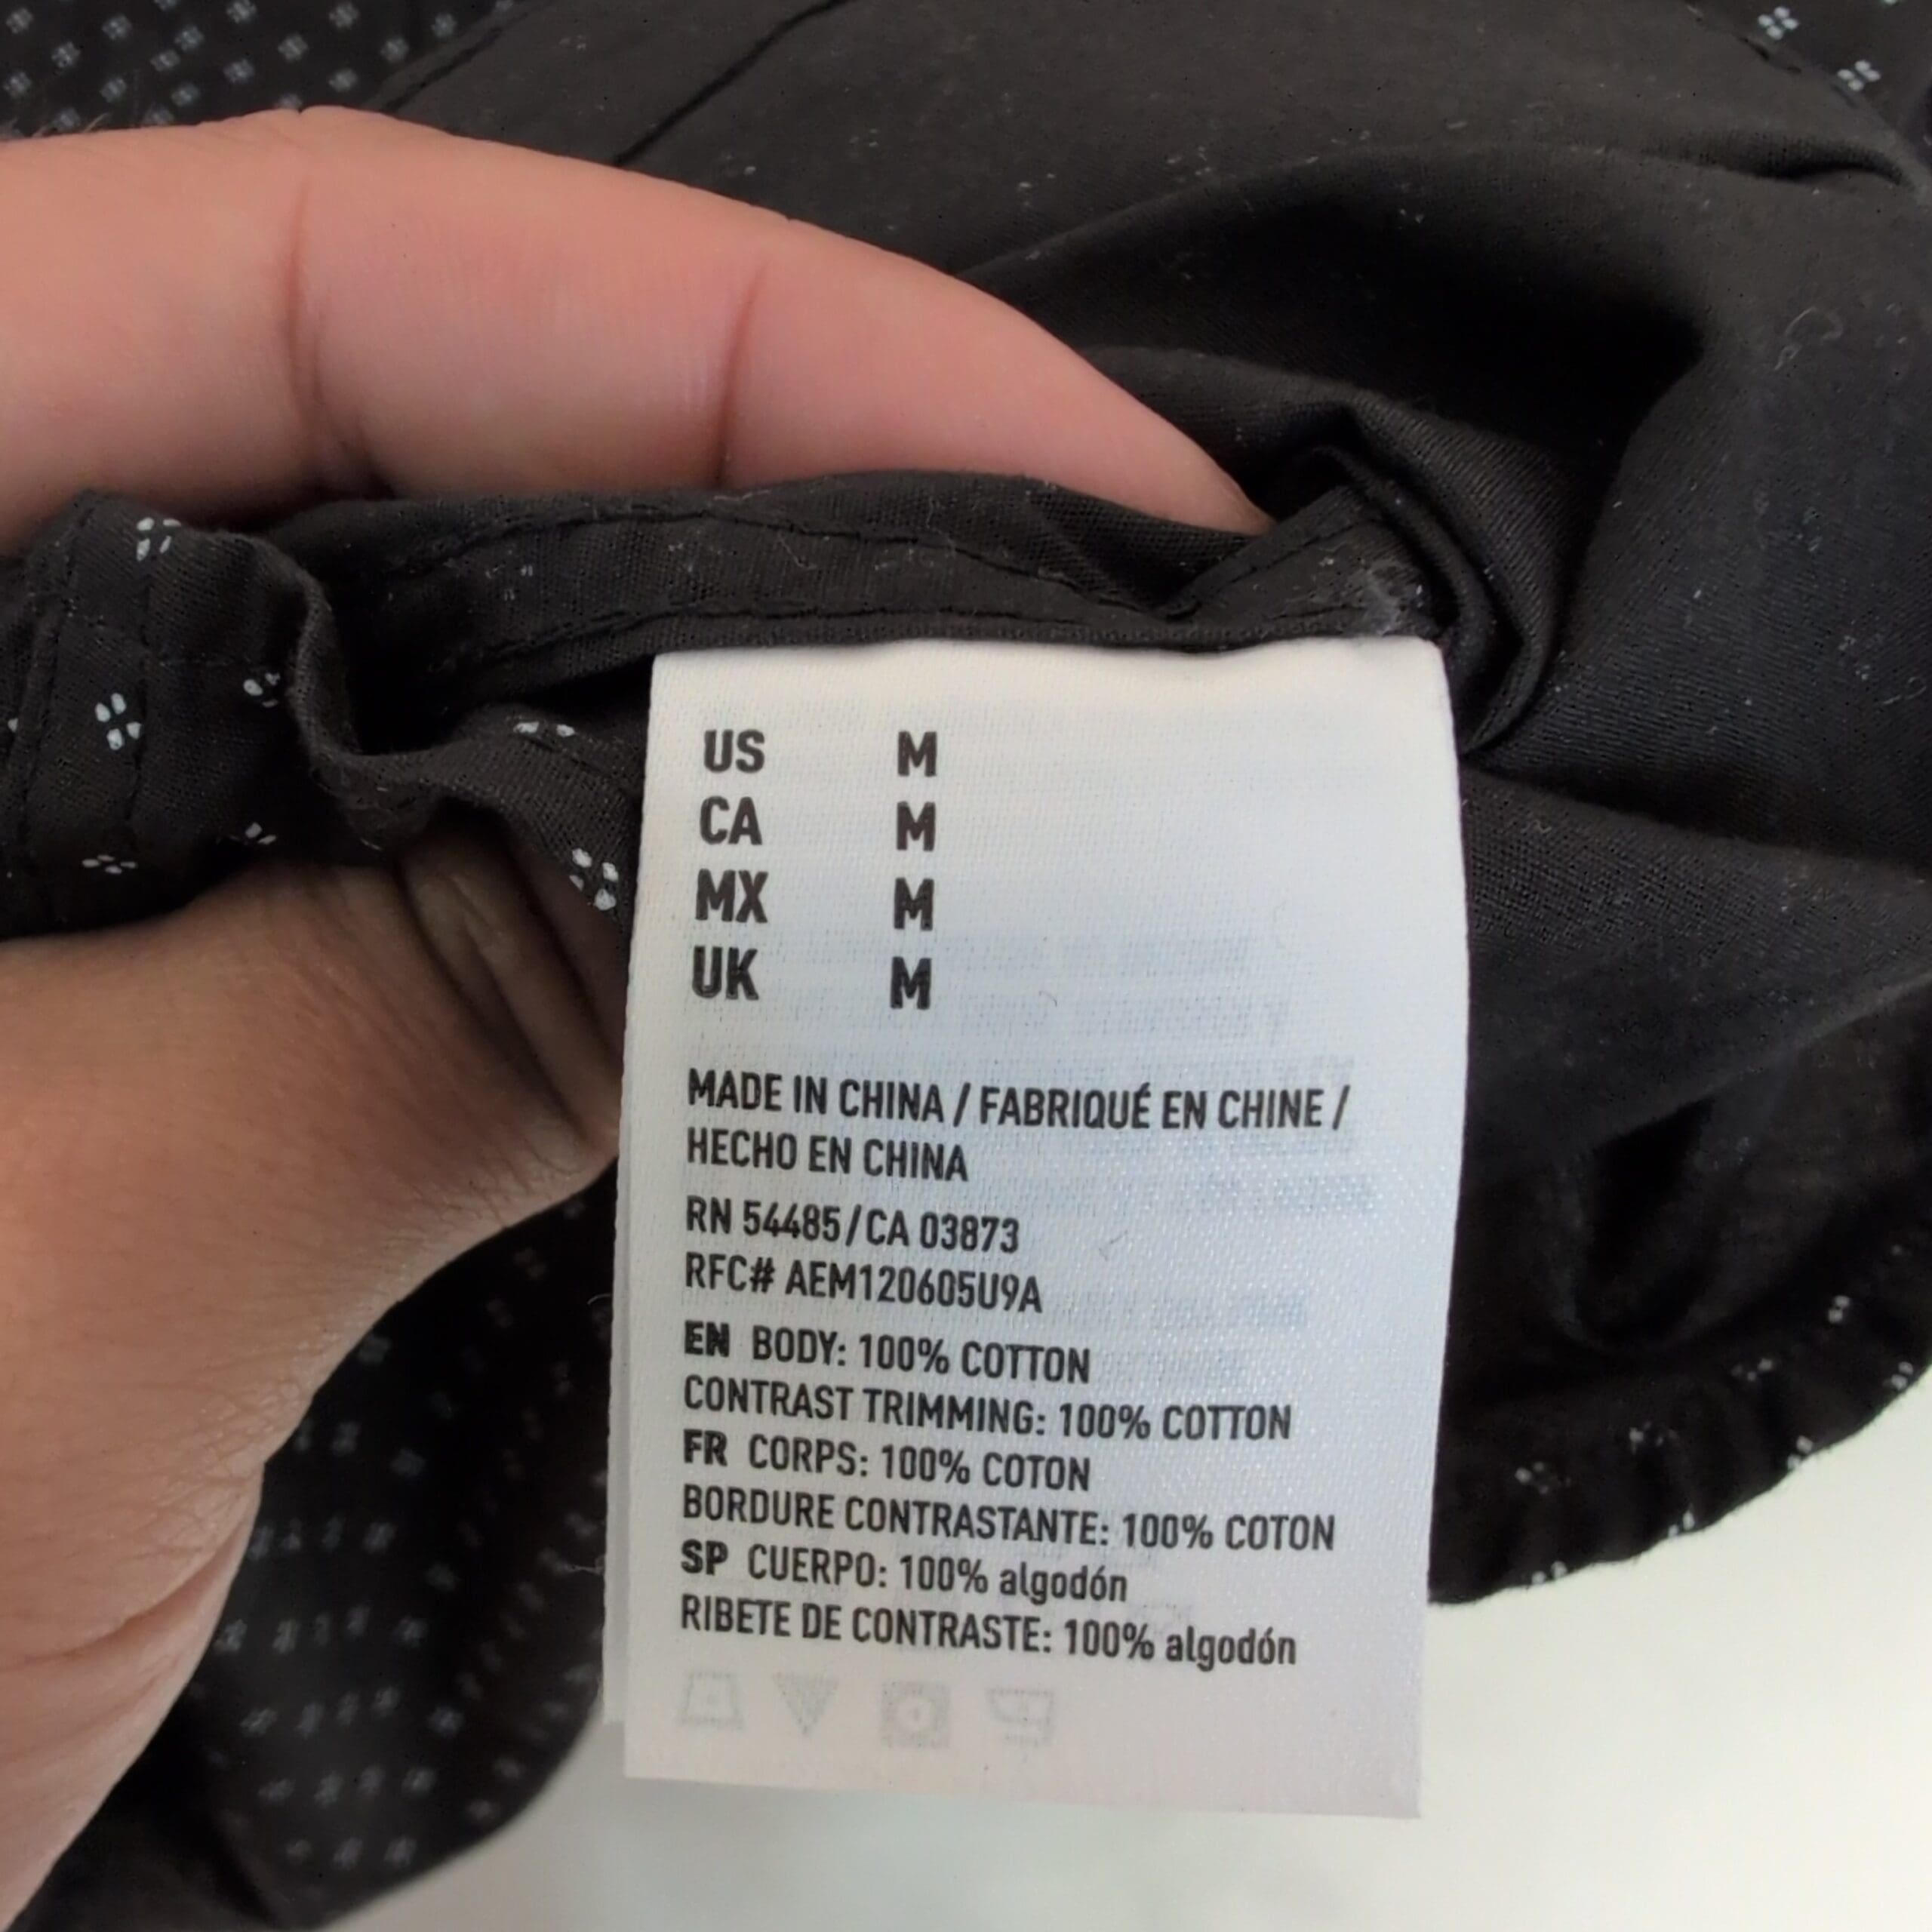 US M
CA M
MX M
UK M
MADE IN CHINA / FABRIQUÉ EN CHINE /
HECHO EN CHINA
RN 54485/CA 03873
RFC# AEM120605U9A
EN BODY: 100% COTTON
CONTRAST TRIMMING: 100% COTTON
FR CORPS: 100% COTON
BORDURE CONTRASTANTE: 100% COTON
SP CUERPO: 100% algodón
RIBETE DE CONTRASTE: 100% algodón